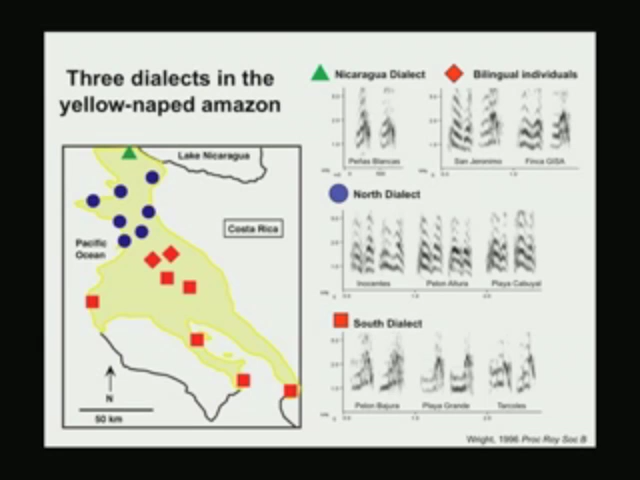 Three dialects in the
yellow-naped amazon
Nicaragua Dialect
Bilingual individuals
Peñas Blancas
San Jeronimo
Finca GISA
North Dialect
Inocentes
Pelon Altura
Playa Cabuyal
South Dialect
Pelon Bajura
Playa Grande
Tarcoles
Lake Nicaragua
Costa Rica
Pacific
Ocean
N
50 km
Wright, 1996 Proc Roy Soc B